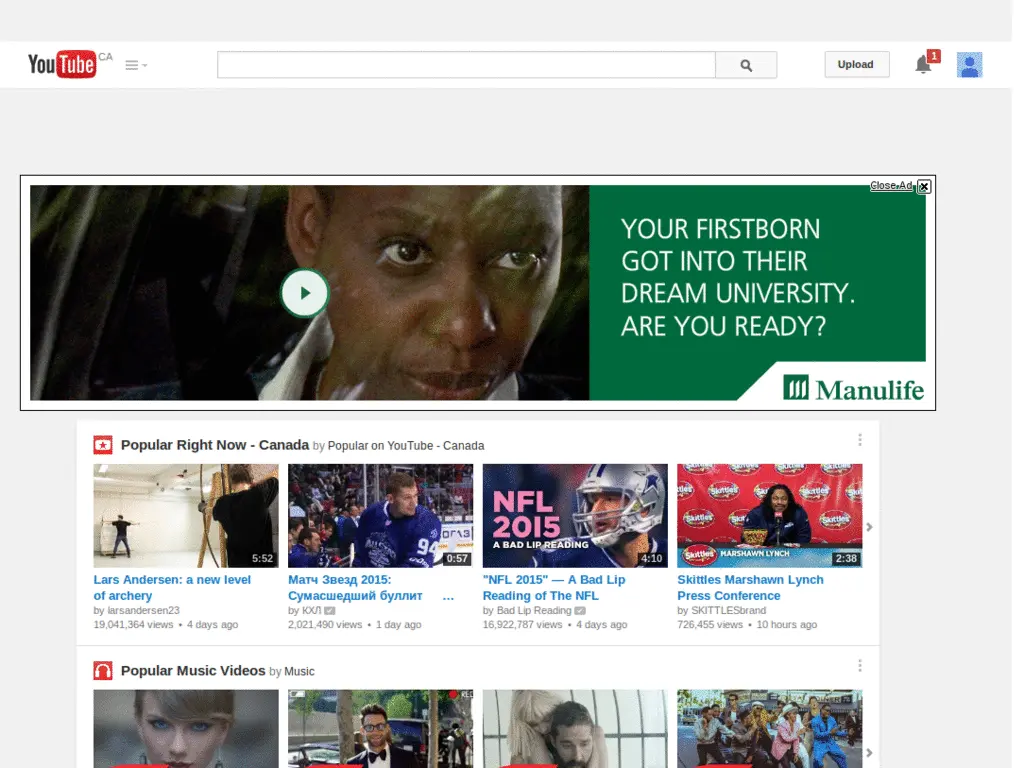 YouTube CA
Upload
1
Close Ad
YOUR FIRSTBORN
GOT INTO THEIR
DREAM UNIVERSITY.
ARE YOU READY?
Manulife
Popular Right Now - Canada by Popular on YouTube - Canada
5:52
94
0:57
NFL
2015
A BAD LIP READING
4:10
Skittles
MARSHAWN LYNCH
2:38
Lars Andersen: a new level
of archery
by larsandersen23
19,041,364 views • 4 days ago
Матч Звезд 2015:
Сумасшедший буллит ...
by КХЛ
2,021,490 views • 1 day ago
"NFL 2015" — A Bad Lip
Reading of The NFL
by Bad Lip Reading
16,922,787 views • 4 days ago
Skittles Marshawn Lynch
Press Conference
by SKITTLESbrand
726,455 views • 10 hours ago
Popular Music Videos by Music